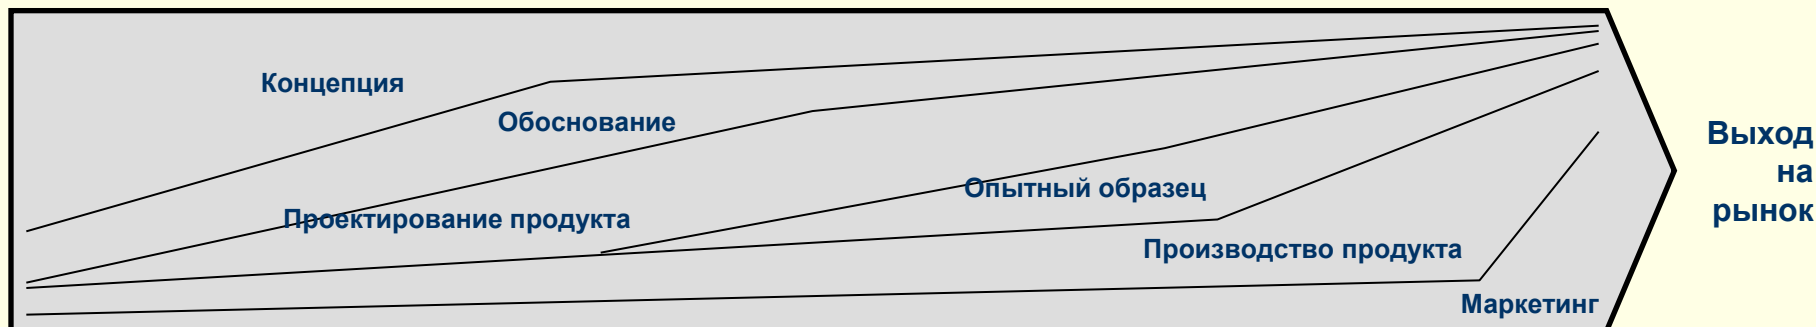 Концепция
Обоснование
Опытный образец
Проектирование продукта
Производство продукта
Маркетинг
Выход
на
рынок